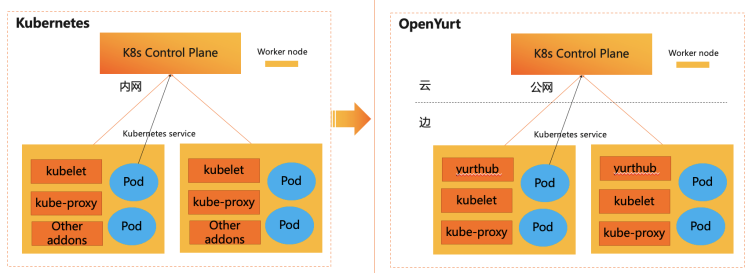 Kubernetes
K8s Control Plane
Worker node
内网
Kubernetes service
kubelet
Pod
kube-proxy
Pod
Other
addons
kubelet
Pod
kube-proxy
Pod
Other
addons
OpenYurt
K8s Control Plane
Worker node
云
公网
边
Kubernetes service
yurthub
Pod
kubelet
Pod
kube-proxy
yurthub
Pod
kubelet
Pod
kube-proxy